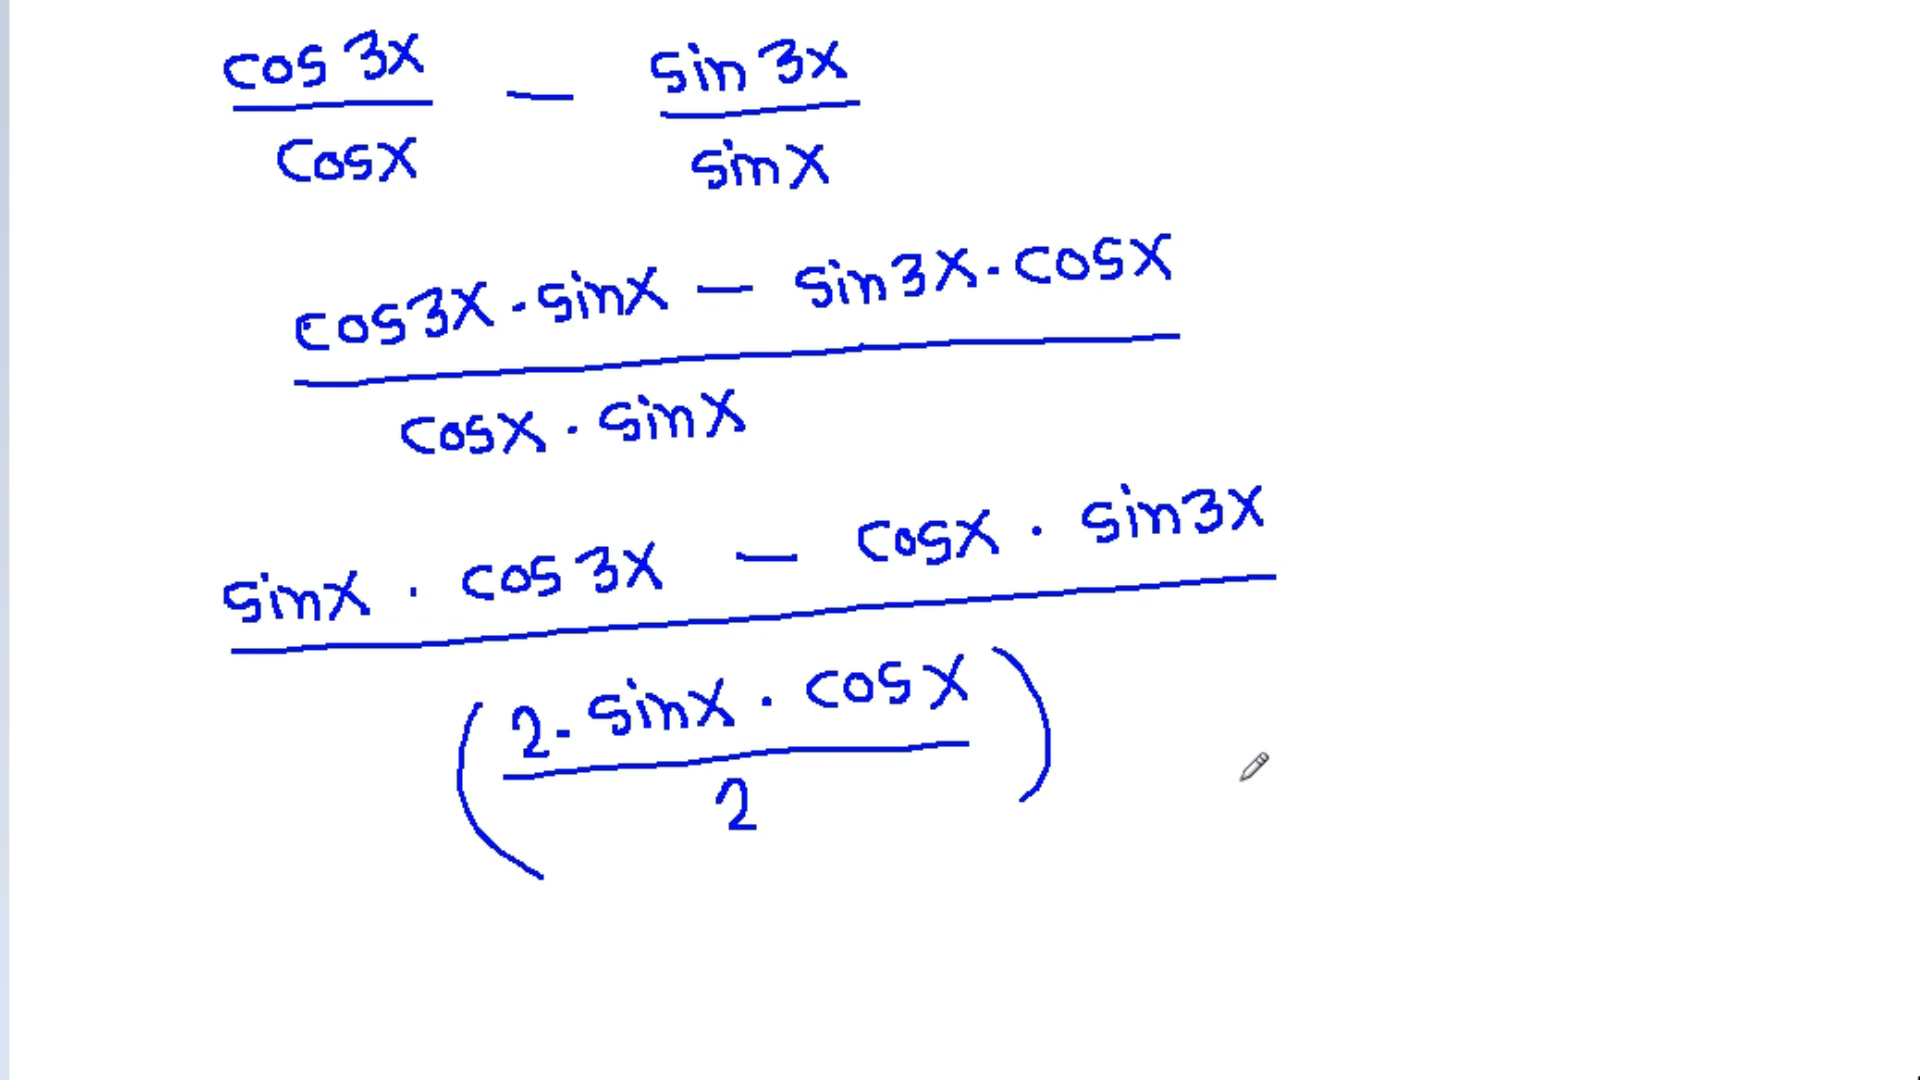 cos 3x — sin 3x
cosx sinx
cos3x . sinx — sin3x . cosx
cosx . sinx
sinx . cos 3x — cosx . sin3x
( 2 . sinx . cosx )
2